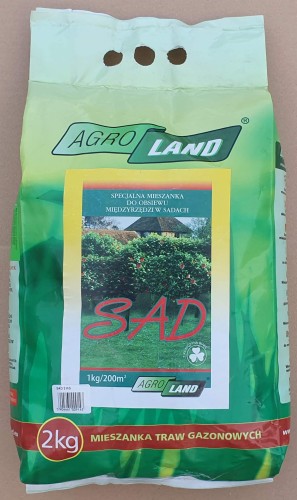 AGRO LAND ®
SPECJALNA MIESZANKA
DO OBSIEWU
MIĘDZYRZĘDZI W SADACH
SAD
1kg/200m²
AGRO LAND
2kg
MIESZANKA TRAW GAZONOWYCH